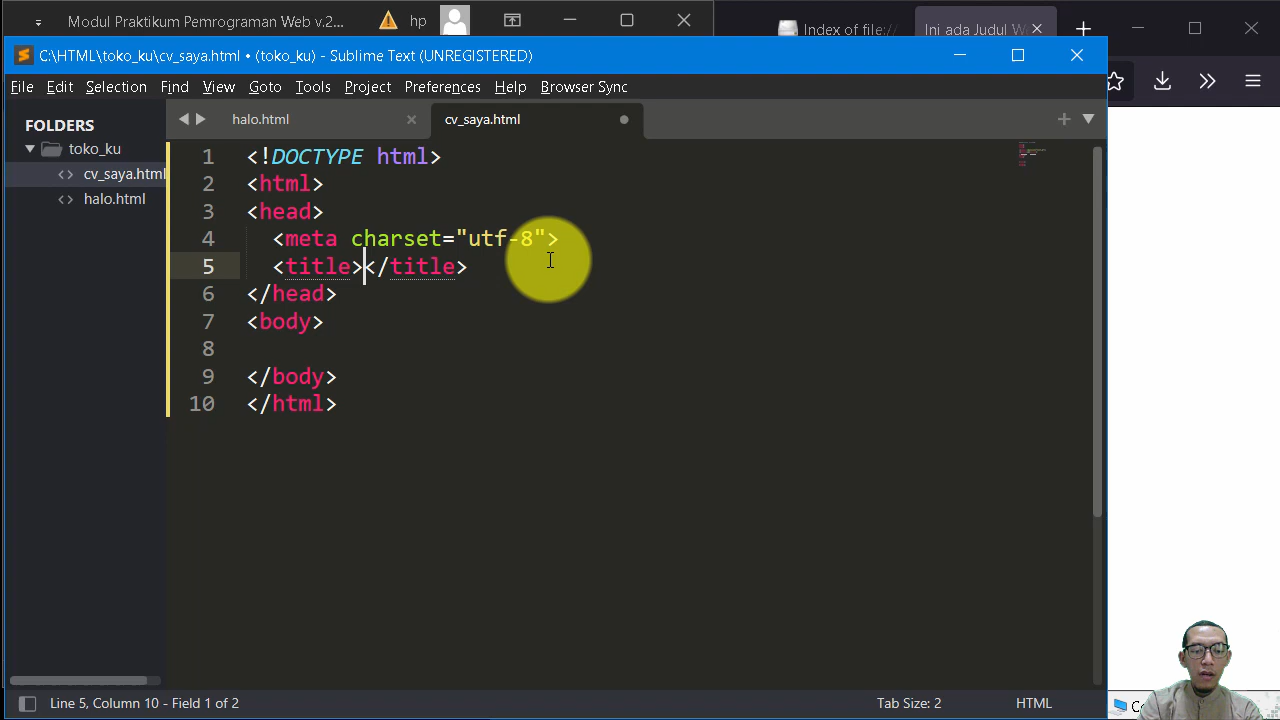 Modul Praktikum Pemrograman Web v.2... hp
Index of file:// Ini ada Judul W
C:\HTML\toko_ku\cv_saya.html • (toko_ku) - Sublime Text (UNREGISTERED)
File Edit Selection Find View Goto Tools Project Preferences Help Browser Sync
FOLDERS
toko_ku
cv_saya.html
halo.html
halo.html cv_saya.html
1 <!DOCTYPE html>
2 <html>
3 <head>
4 <meta charset="utf-8">
5 <title></title>
6 </head>
7 <body>
8
9 </body>
10 </html>
Line 5, Column 10 - Field 1 of 2 Tab Size: 2 HTML